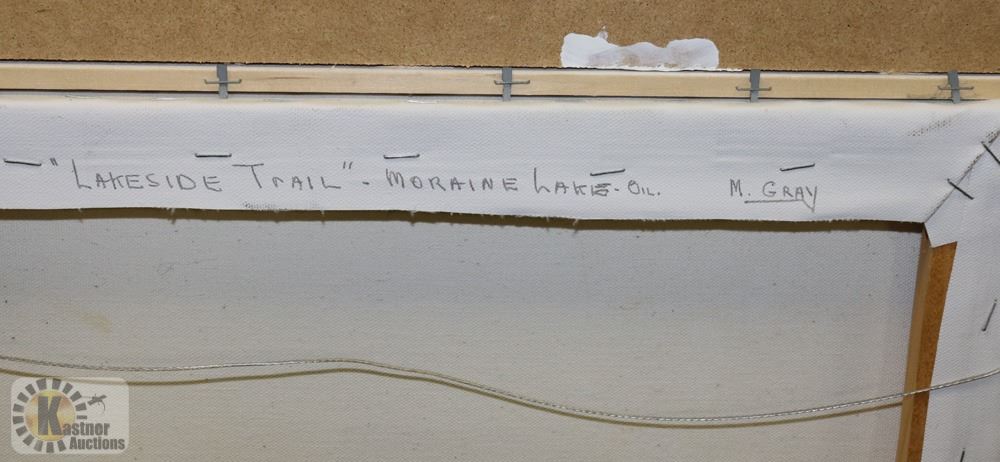 "LAKESIDE TRAIL" - MORAINE LAKE - OIL. M. GRAY
Kastner
Auctions